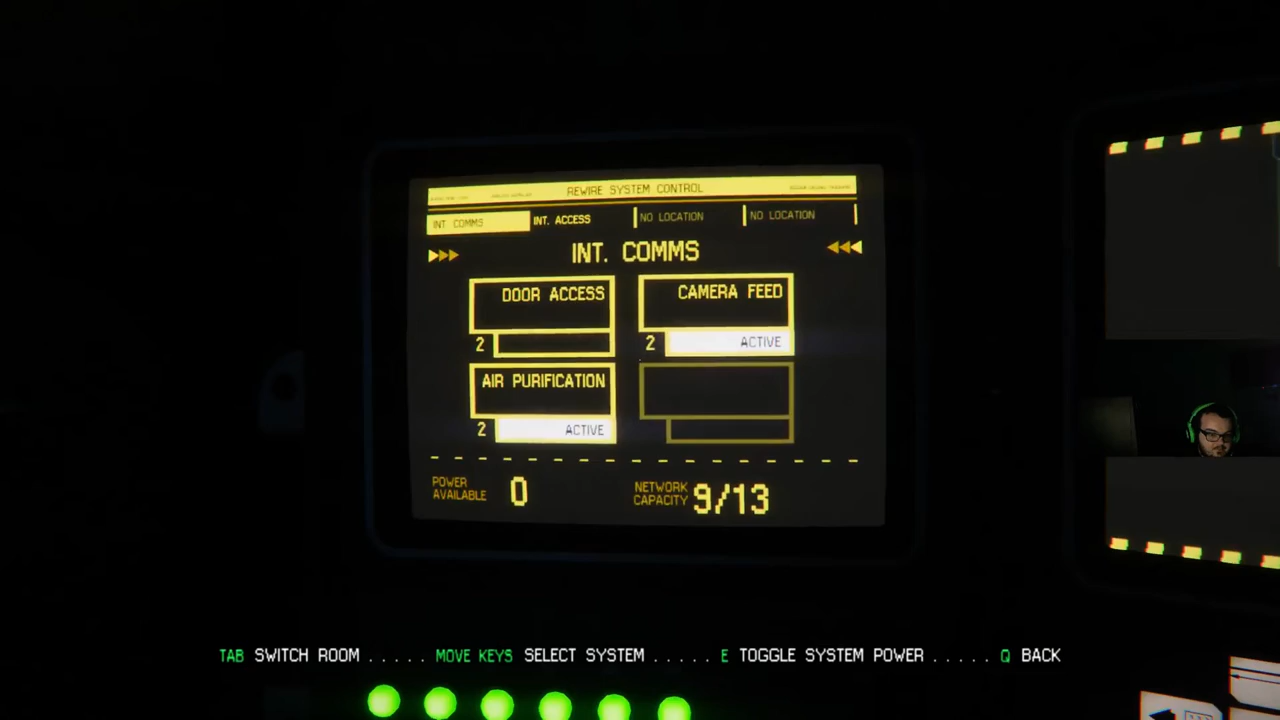 REWIRE SYSTEM CONTROL
INT. COMMS INT. ACCESS NO LOCATION NO LOCATION
INT. COMMS
DOOR ACCESS CAMERA FEED
2 2 ACTIVE
AIR PURIFICATION
2 ACTIVE
POWER AVAILABLE 0 NETWORK CAPACITY 9/13
TAB SWITCH ROOM ..... MOVE KEYS SELECT SYSTEM ..... E TOGGLE SYSTEM POWER ..... Q BACK